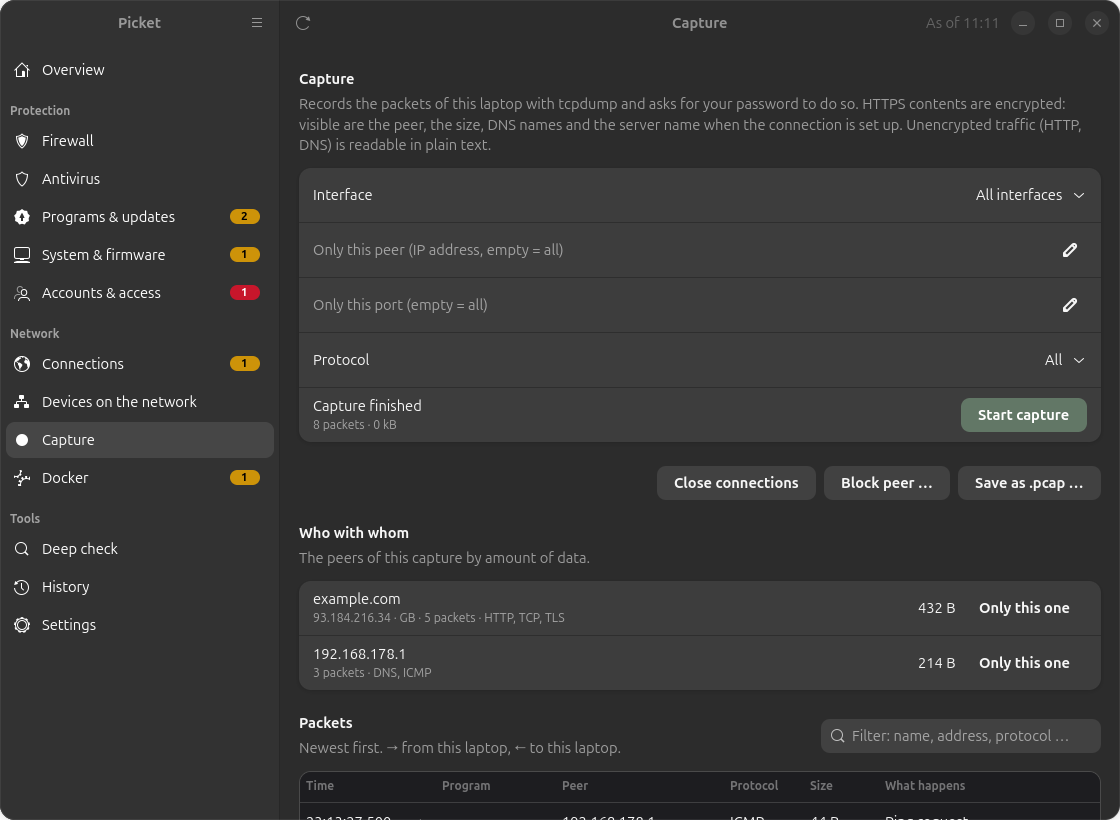 Picket
Capture
As of 11:11
Overview
Protection
Firewall
Antivirus
Programs & updates 2
System & firmware 1
Accounts & access 1
Network
Connections 1
Devices on the network
Capture
Docker 1
Tools
Deep check
History
Settings
Capture
Records the packets of this laptop with tcpdump and asks for your password to do so. HTTPS contents are encrypted:
visible are the peer, the size, DNS names and the server name when the connection is set up. Unencrypted traffic (HTTP,
DNS) is readable in plain text.
Interface All interfaces
Only this peer (IP address, empty = all)
Only this port (empty = all)
Protocol All
Capture finished
8 packets · 0 kB
Start capture
Close connections Block peer … Save as .pcap …
Who with whom
The peers of this capture by amount of data.
example.com
93.184.216.34 · GB · 5 packets · HTTP, TCP, TLS
432 B Only this one
192.168.178.1
3 packets · DNS, ICMP
214 B Only this one
Packets
Newest first. → from this laptop, ← to this laptop.
Filter: name, address, protocol …
Time Program Peer Protocol Size What happens
192.168.178.1 ICMP Ping request